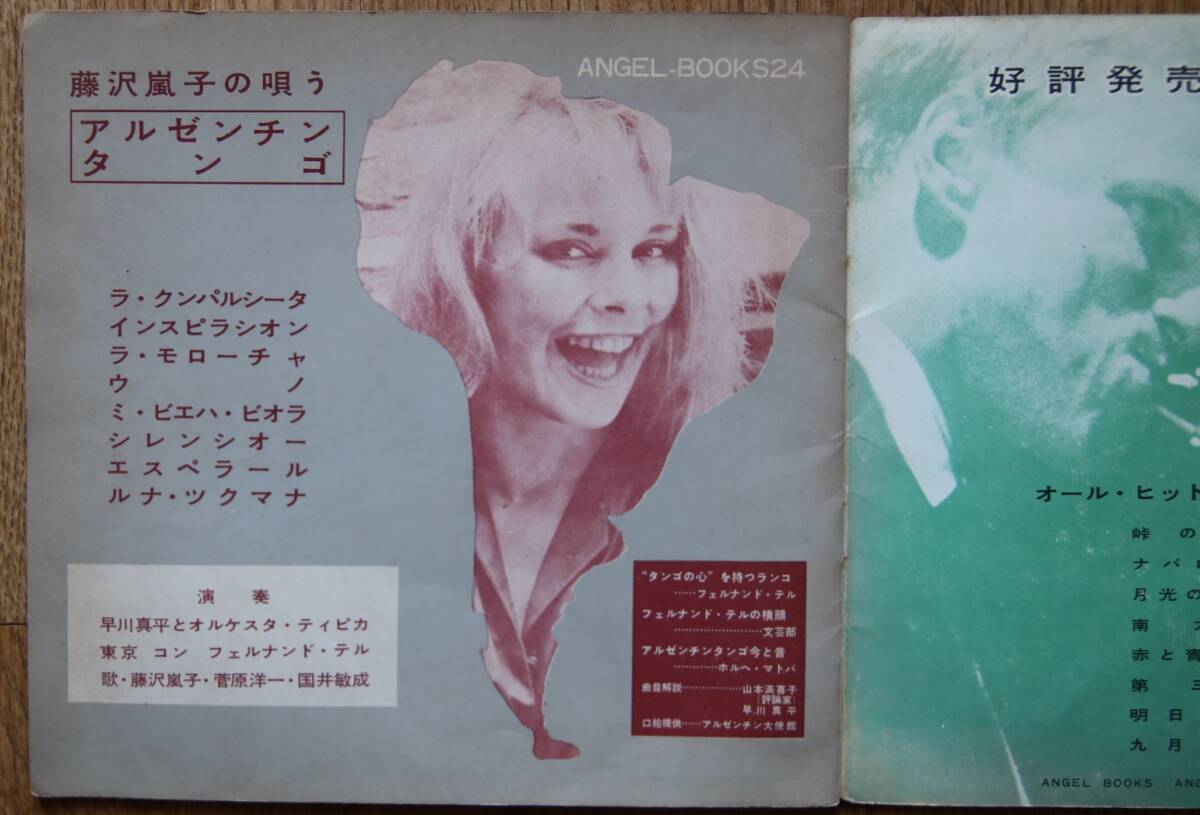 ANGEL-BOOKS24
藤沢嵐子の唄う
アルゼンチン
タンゴ
ラ・クンパルシータ
インスピラシオン
ラ・モローチャ
ウノ
ミ・ビエハ・ビオラ
シレンシオー
エスペラール
ルナ・ツクマナ
演奏
早川真平とオルケスタ・ティピカ
東京 コン フェルナンド・テル
歌・藤沢嵐子・菅原洋一・国井敏成
“タンゴの心”を持つランコ
……フェルナンド・テル
フェルナンド・テルの横顔
……………………文芸部
アルゼンチンタンゴ今と昔
…………ホルヘ・マトバ
曲目解説………………山本満喜子
(評論家)
早川真平
口絵提供……アルゼンチン大使館
好評発売
オール・ヒット
峠の
ナバ
月光の
南
赤と青
第三
明日
九月
ANGEL BOOKS ANG